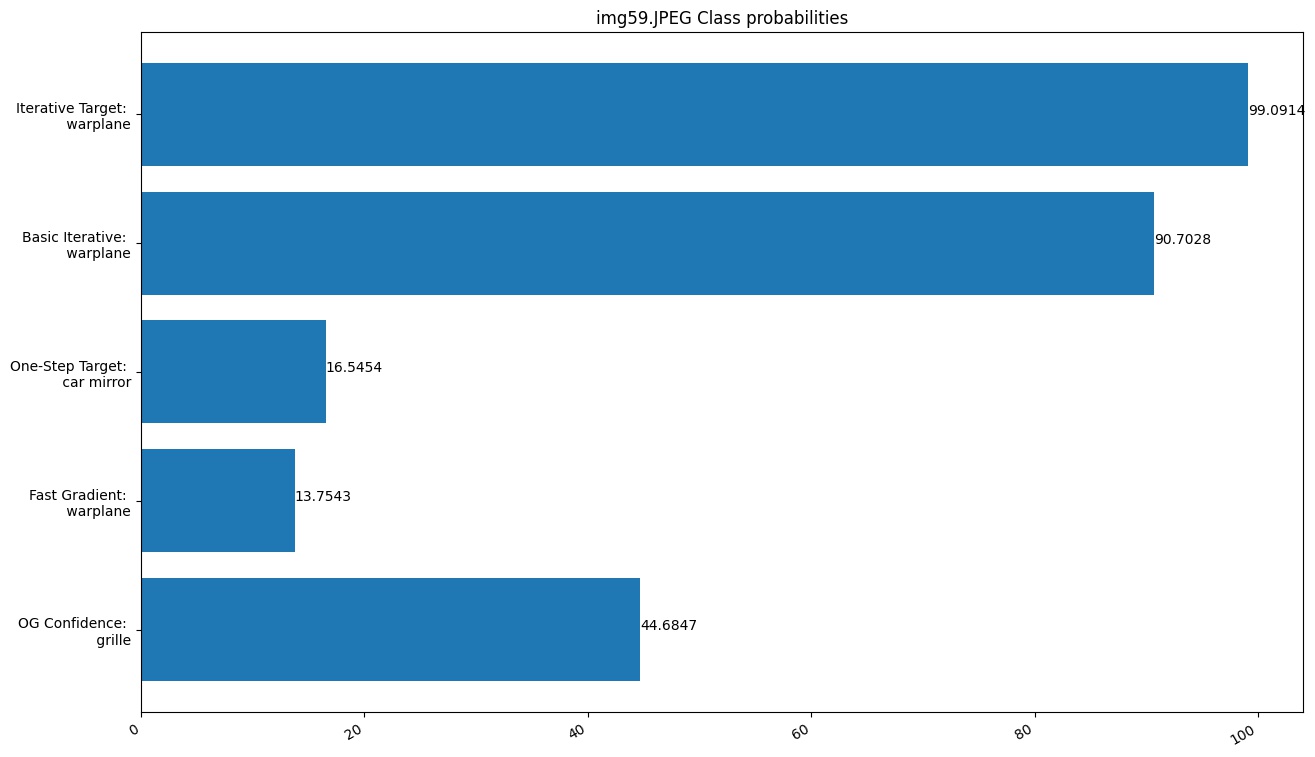 img59.JPEG Class probabilities
Iterative Target:
warplane
99.0914
Basic Iterative:
warplane
90.7028
One-Step Target:
car mirror
16.5454
Fast Gradient:
warplane
13.7543
OG Confidence:
grille
44.6847
0
20
40
60
80
100